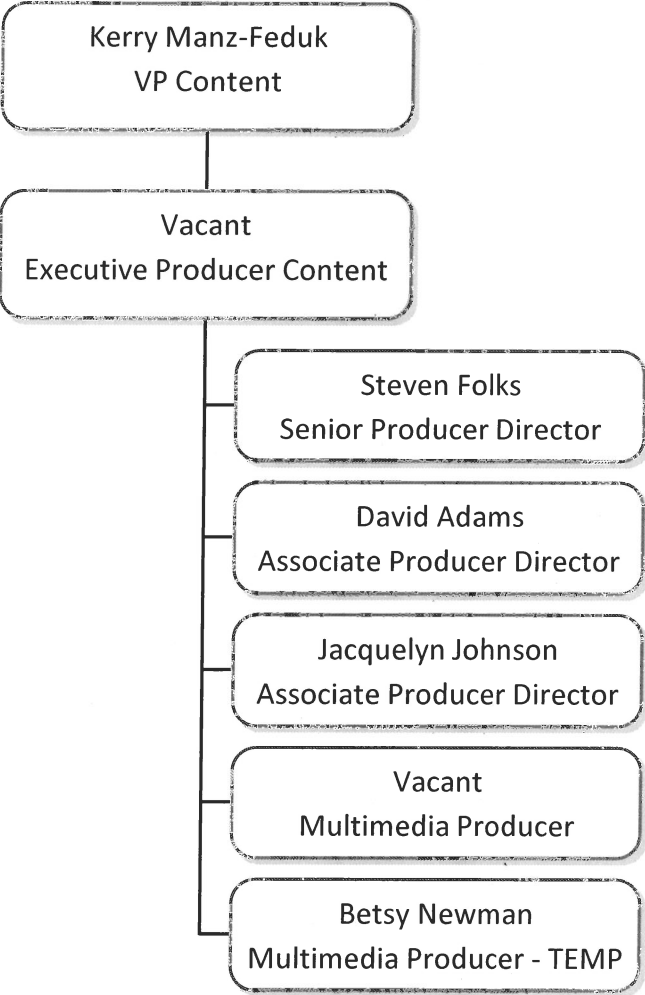 Kerry Manz-Feduk
VP Content
Vacant
Executive Producer Content
Steven Folks
Senior Producer Director
David Adams
Associate Producer Director
Jacquelyn Johnson
Associate Producer Director
Vacant
Multimedia Producer
Betsy Newman
Multimedia Producer - TEMP